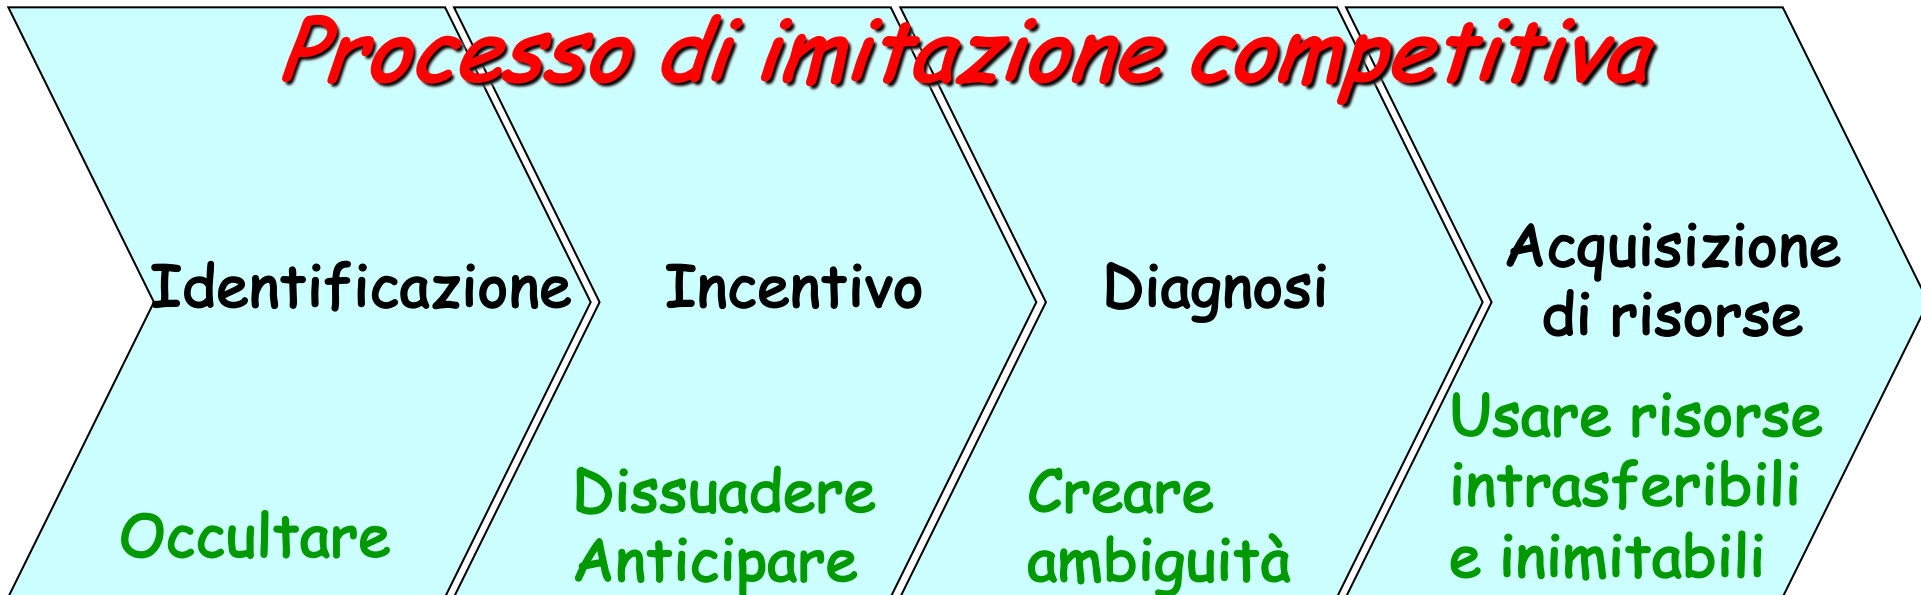 Processo di imitazione competitiva
Identificazione
Occultare
Incentivo
Dissuadere
Anticipare
Diagnosi
Creare
ambiguità
Acquisizione
di risorse
Usare risorse
intrasferibili
e inimitabili